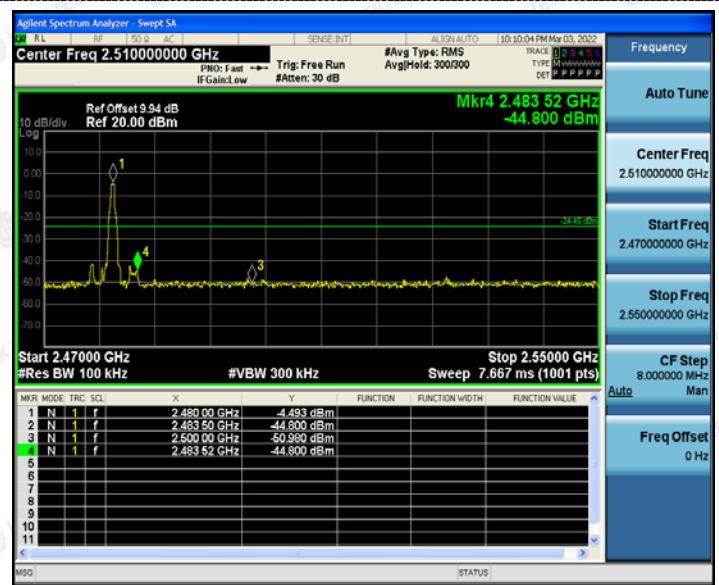 Agilent Spectrum Analyzer - Swept SA
RL RF 50 Ω AC SENSE:INT ALIGNAUTO 10:10:04 PM Mar 03, 2022
Center Freq 2.510000000 GHz
PNO: Fast
IFGain:Low
Trig: Free Run
#Atten: 30 dB
#Avg Type: RMS
Avg|Hold: 300/300
TRACE 1 2 3 4 5 6
TYPE M
DET P P P P P P
Ref Offset 9.94 dB
10 dB/div Ref 20.00 dBm
Log
Mkr4 2.483 52 GHz
-44.800 dBm
10.0
0.00
-10.0
-20.0
-30.0
-40.0
-50.0
-60.0
-70.0
1
4
3
-24.49 dBm
Start 2.47000 GHz Stop 2.55000 GHz
#Res BW 100 kHz #VBW 300 kHz Sweep 7.667 ms (1001 pts)
MKR MODE TRC SCL X Y FUNCTION FUNCTION WIDTH FUNCTION VALUE
1 N 1 f 2.480 00 GHz -4.493 dBm
2 N 1 f 2.483 50 GHz -44.800 dBm
3 N 1 f 2.500 00 GHz -50.980 dBm
4 N 1 f 2.483 52 GHz -44.800 dBm
5
6
7
8
9
10
11
MSG STATUS
Frequency
Auto Tune
Center Freq
2.510000000 GHz
Start Freq
2.470000000 GHz
Stop Freq
2.550000000 GHz
CF Step
8.000000 MHz
Auto Man
Freq Offset
0 Hz